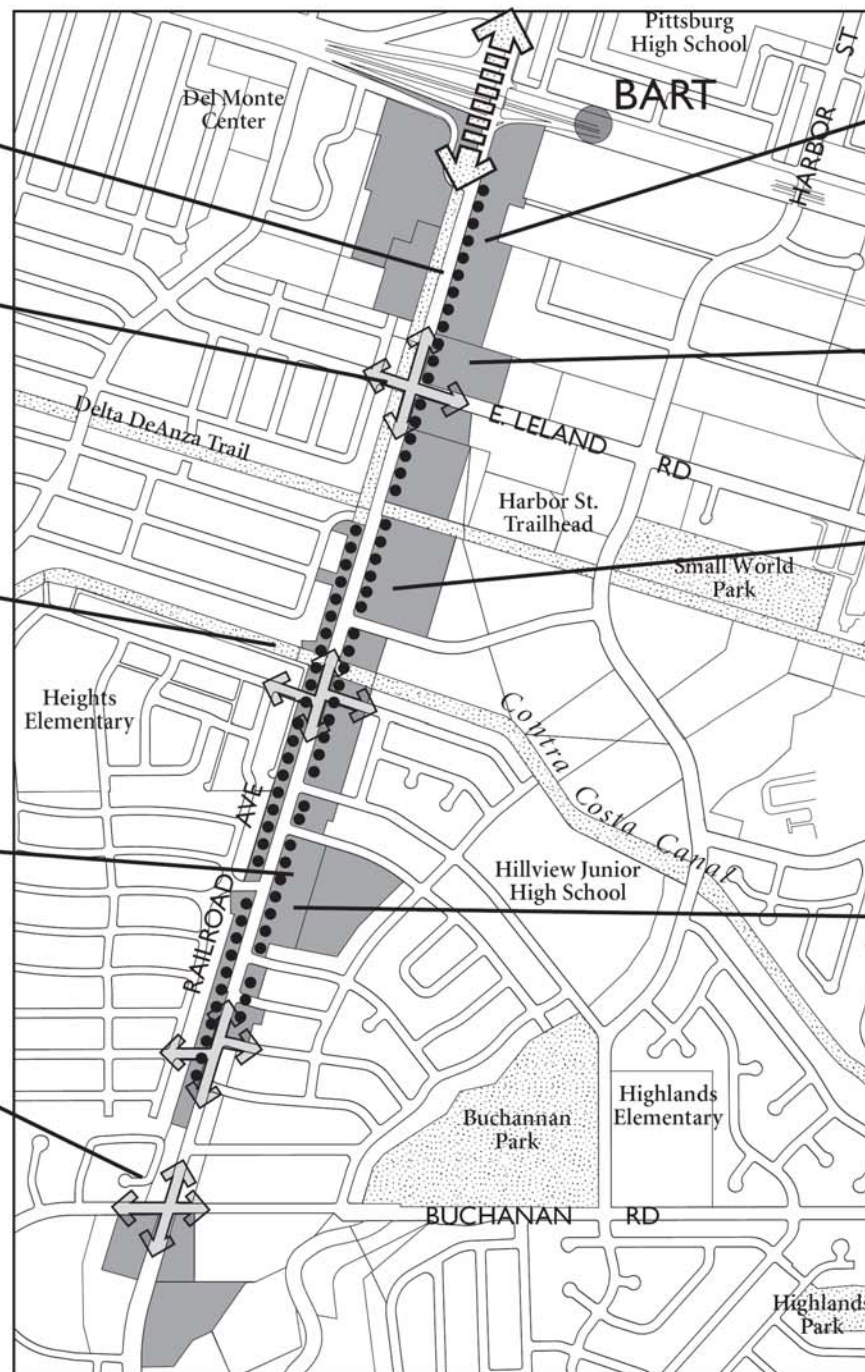 Pittsburg
High School
ST
BART
Del Monte
Center
HARBOR
E. LELAND
RD
Delta DeAnza Trail
Harbor St.
Trailhead
Small World
Park
Heights
Elementary
Contra Costa Canal
AVE
RAILROAD
Hillview Junior
High School
Buchannan
Park
Highlands
Elementary
BUCHANAN RD
Highlands
Park